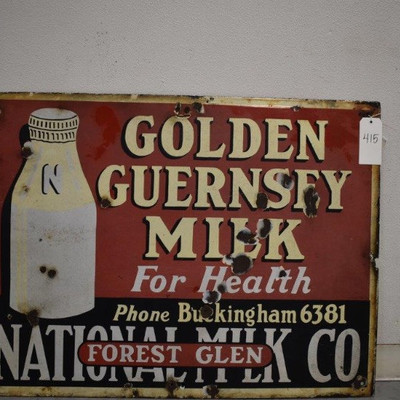 415
GOLDEN
GUERNSEY
MILK
N
For Health
Phone Buckingham 6381
NATIONAL MILK CO
FOREST GLEN